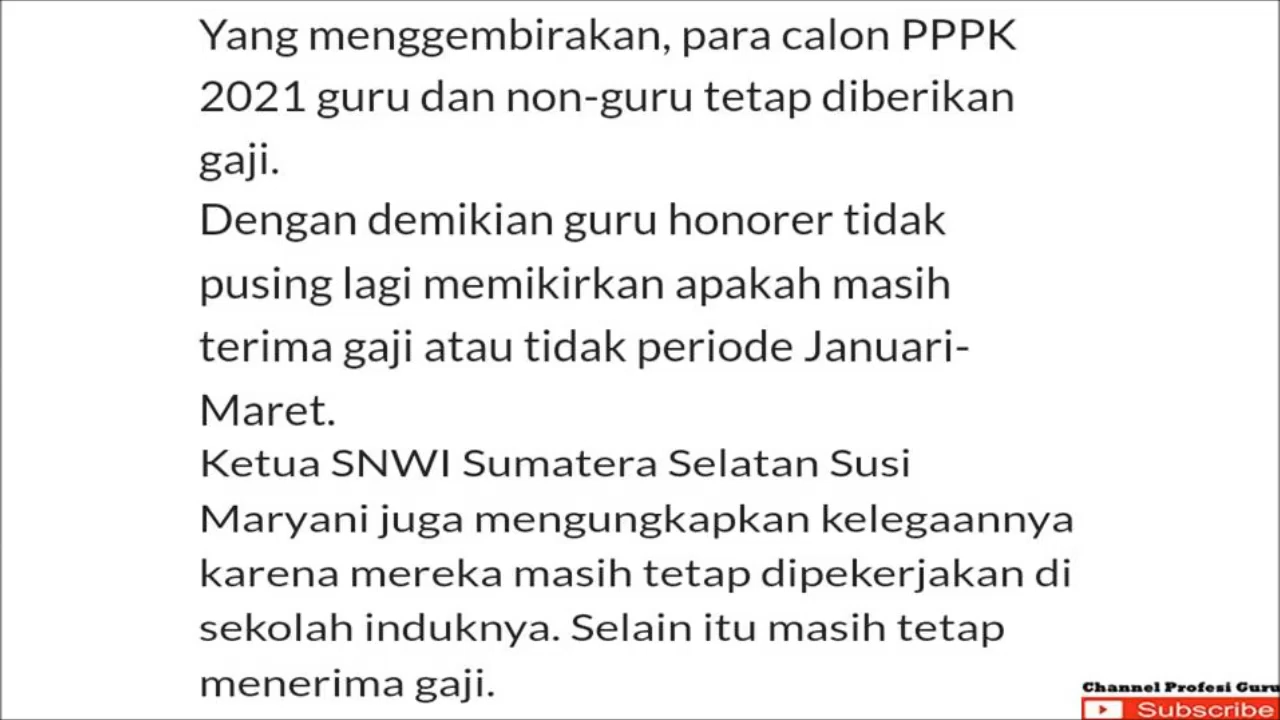 Yang menggembirakan, para calon PPPK
2021 guru dan non-guru tetap diberikan
gaji.
Dengan demikian guru honorer tidak
pusing lagi memikirkan apakah masih
terima gaji atau tidak periode Januari-
Maret.
Ketua SNWI Sumatera Selatan Susi
Maryani juga mengungkapkan kelegaannya
karena mereka masih tetap dipekerjakan di
sekolah induknya. Selain itu masih tetap
menerima gaji.
Channel Profesi Guru
Subscribe